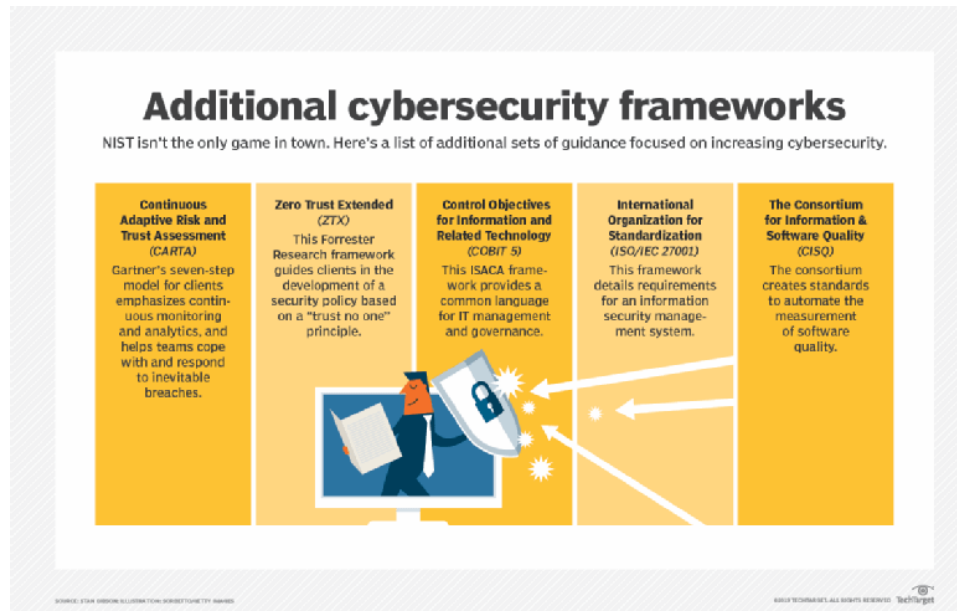 Additional cybersecurity frameworks
NIST isn't the only game in town. Here's a list of additional sets of guidance focused on increasing cybersecurity.
Continuous
Adaptive Risk and
Trust Assessment
(CARTA)
Gartner's seven-step
model for clients
emphasizes contin-
uous monitoring
and analytics, and
helps teams cope
with and respond
to inevitable
breaches.
Zero Trust Extended
(ZTX)
This Forrester
Research framework
guides clients in the
development of a
security policy based
on a "trust no one"
principle.
Control Objectives
for Information and
Related Technology
(COBIT 5)
This ISACA frame-
work provides a
common language
for IT management
and governance.
International
Organization for
Standardization
(ISO/IEC 27001)
This framework
details requirements
for an information
security manage-
ment system.
The Consortium
for Information &
Software Quality
(CISQ)
The consortium
creates standards
to automate the
measurement
of software
quality.
SOURCE: ILLUSTRATION:
TECHTARGET. ALL RIGHTS RESERVED
TechTarget